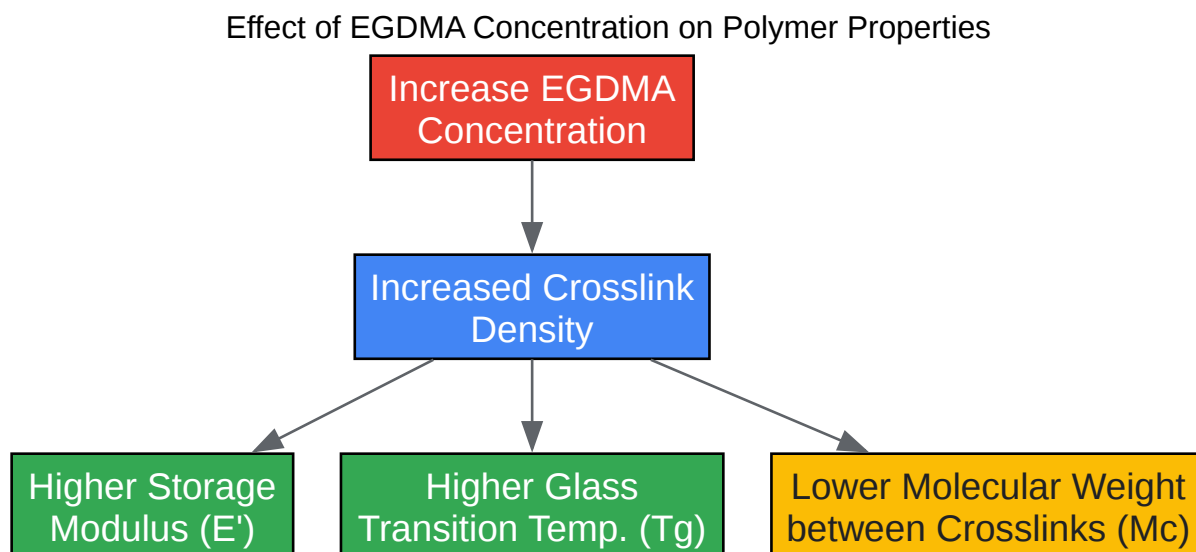 Effect of EGDMA Concentration on Polymer Properties
Increase EGDMA
Concentration
Increased Crosslink
Density
Higher Storage
Modulus (E')
Higher Glass
Transition Temp. (Tg)
Lower Molecular Weight
between Crosslinks (Mc)